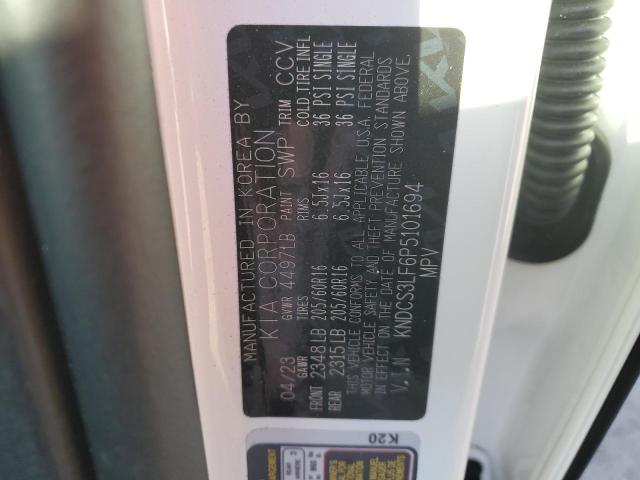 MANUFACTURED IN KOREA BY
KIA CORPORATION
04/23 GVWR 4497LB PAINT SWP TRIM CCV
GAWR TIRES RIMS COLD TIRE INFL
FRONT 2348LB 205/60R16 6.5Jx16 36 PSI SINGLE
REAR 2315LB 205/60R16 6.5Jx16 36 PSI SINGLE
THIS VEHICLE CONFORMS TO ALL APPLICABLE U.S.A. FEDERAL
MOTOR VEHICLE SAFETY AND THEFT PREVENTION STANDARDS
IN EFFECT ON THE DATE OF MANUFACTURE SHOWN ABOVE.
V.I.N KNDCS3LF6P5101694
MPV
K20